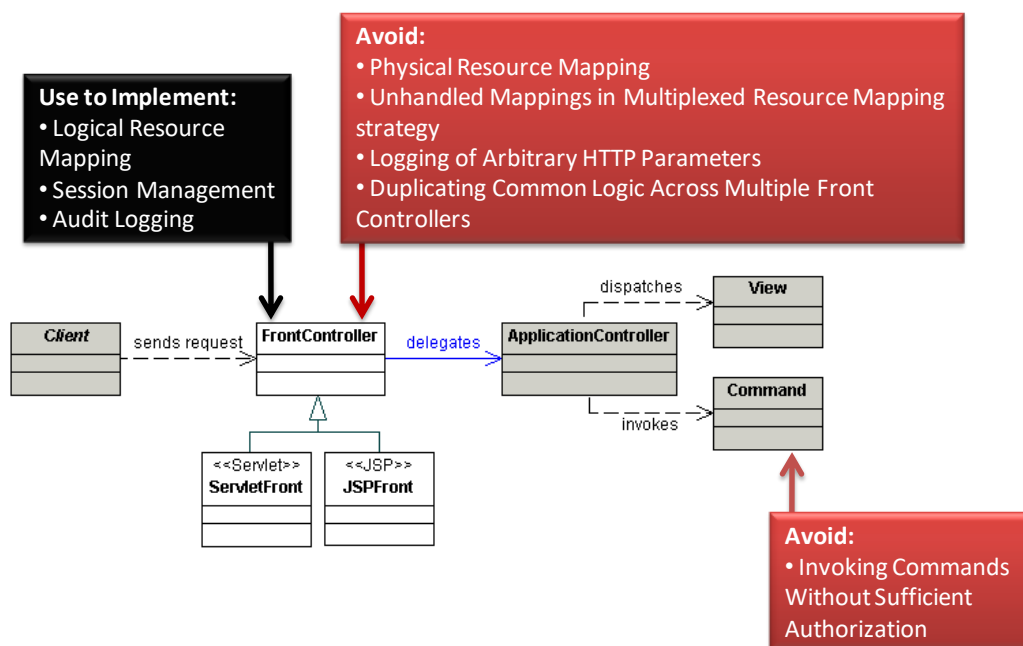 Avoid:
• Physical Resource Mapping
• Unhandled Mappings in Multiplexed Resource Mapping
strategy
• Logging of Arbitrary HTTP Parameters
• Duplicating Common Logic Across Multiple Front
Controllers
Use to Implement:
• Logical Resource
Mapping
• Session Management
• Audit Logging
Client
sends request
FrontController
delegates
ApplicationController
dispatches
View
invokes
Command
<<Servlet>>
ServletFront
<<JSP>>
JSPFront
Avoid:
• Invoking Commands
Without Sufficient
Authorization